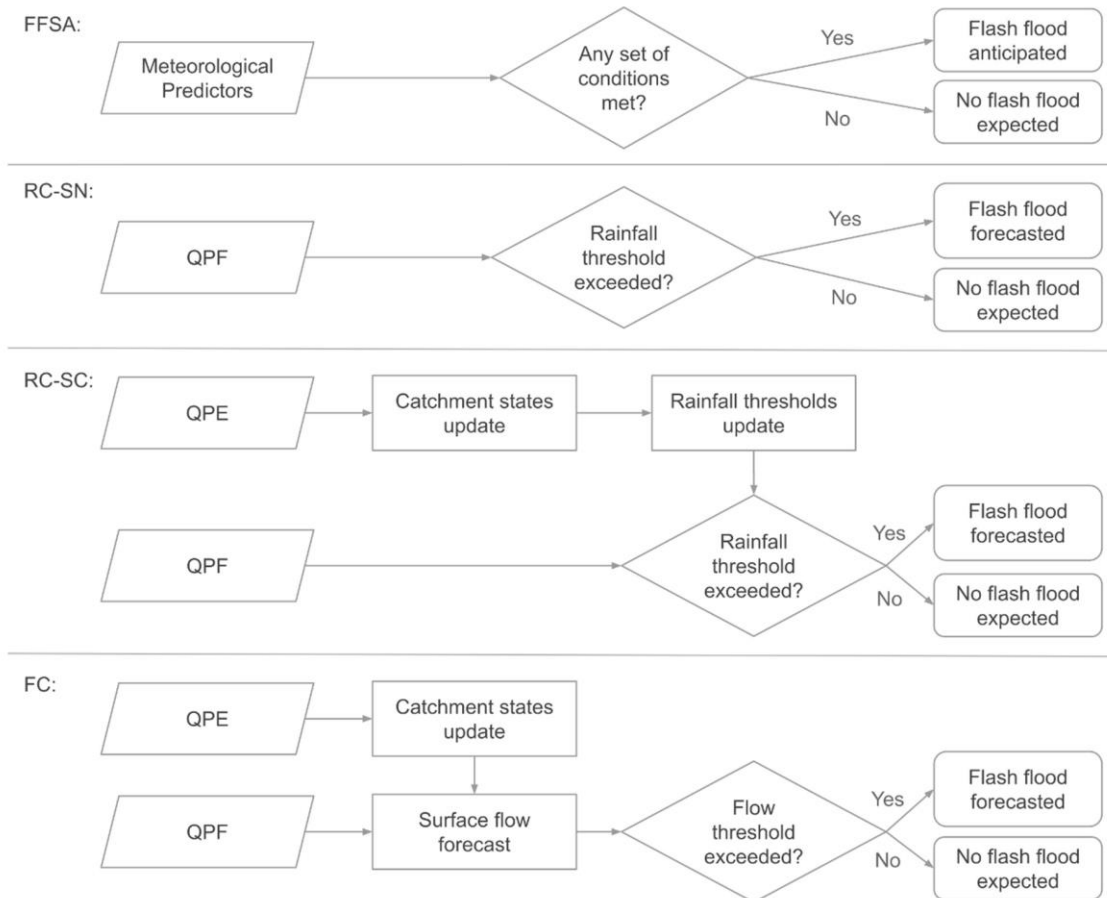 FFSA:
Meteorological
Predictors
Any set of
conditions
met?
Yes
No
Flash flood
anticipated
No flash flood
expected
RC-SN:
QPF
Rainfall
threshold
exceeded?
Yes
No
Flash flood
forecasted
No flash flood
expected
RC-SC:
QPE
Catchment states
update
Rainfall thresholds
update
QPF
Rainfall
threshold
exceeded?
Yes
No
Flash flood
forecasted
No flash flood
expected
FC:
QPE
Catchment states
update
QPF
Surface flow
forecast
Flow
threshold
exceeded?
Yes
No
Flash flood
forecasted
No flash flood
expected